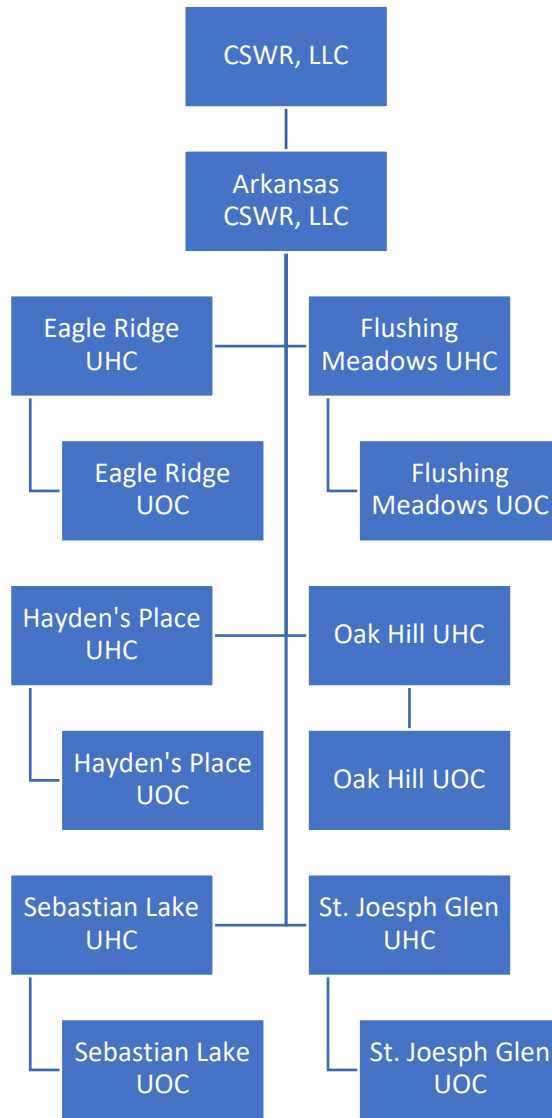 CSWR, LLC
Arkansas
CSWR, LLC
Eagle Ridge
UHC
Flushing
Meadows UHC
Eagle Ridge
UOC
Flushing
Meadows UOC
Hayden's Place
UHC
Oak Hill UHC
Hayden's Place
UOC
Oak Hill UOC
Sebastian Lake
UHC
St. Joesph Glen
UHC
Sebastian Lake
UOC
St. Joesph Glen
UOC